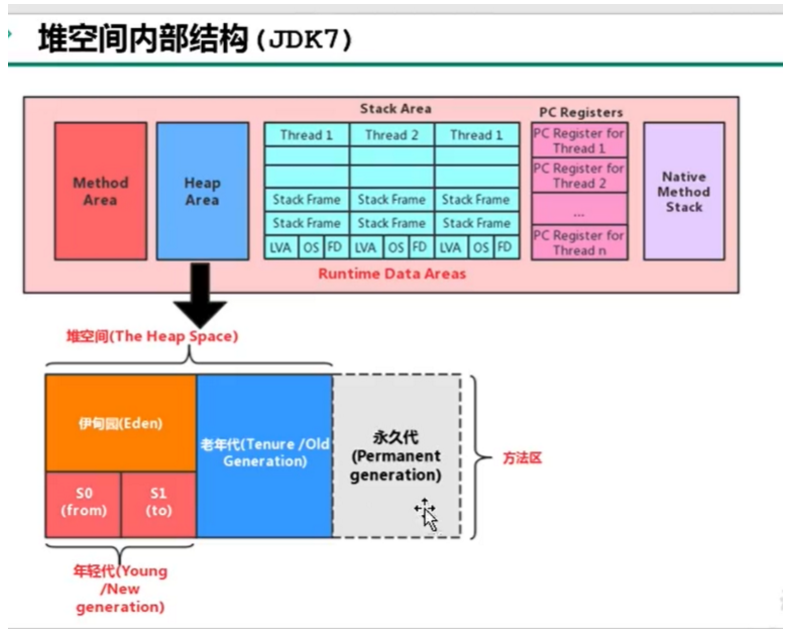 堆空间内部结构(JDK7)
Stack Area
PC Registers
Method
Area
Heap
Area
Thread 1
Thread 2
Thread 1
Stack Frame
Stack Frame
Stack Frame
Stack Frame
Stack Frame
Stack Frame
LVA
OS
FD
LVA
OS
FD
LVA
OS
FD
PC Register for
Thread 1
PC Register for
Thread 2
...
PC Register for
Thread n
Native
Method
Stack
Runtime Data Areas
堆空间(The Heap Space)
伊甸园(Eden)
S0
(from)
S1
(to)
老年代(Tenure /Old
Generation)
永久代
(Permanent
generation)
方法区
年轻代(Young
/New
generation)